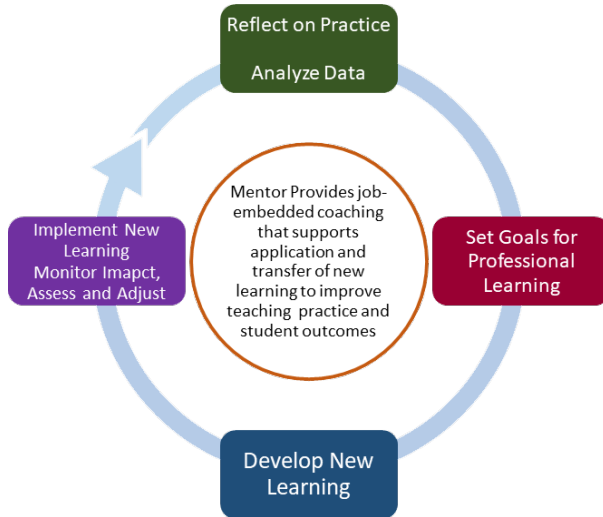 Reflect on Practice
Analyze Data
Set Goals for
Professional
Learning
Develop New
Learning
Implement New
Learning
Monitor Imapct,
Assess and Adjust
Mentor Provides job-
embedded coaching
that supports
application and
transfer of new
learning to improve
teaching practice and
student outcomes